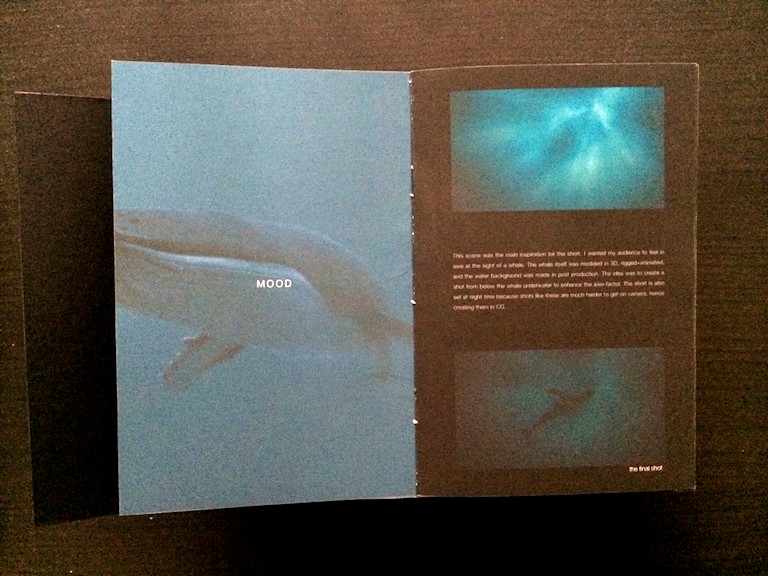 MOOD
This scene was the main inspiration for the short. I wanted my audience to feel in
awe at the sight of a whale. The whale itself was modeled in 3D, rigged+animated,
and the water background was made in post production. The idea was to create a
shot from below the whale underwater to enhance the awe-factor. The short is also
set at night time because shots like these are much harder to get on camera, hence
creating them in CG.
the final shot